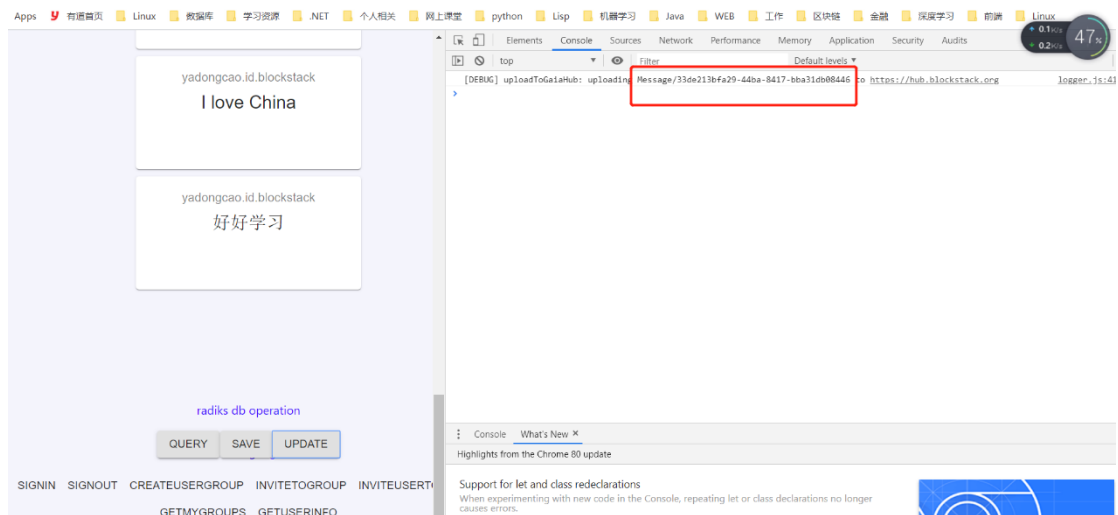 Apps 有道首页 Linux 数据库 学习资源 .NET 个人相关 网上课堂 python Lisp 机器学习 Java WEB 工作 区块链 金融 深度学习 前端 Linux
0.1K/s
0.2K/s
47%
Elements Console Sources Network Performance Memory Application Security Audits
top Filter Default levels ▼
[DEBUG] uploadToGaiaHub: uploading Message/33de213bfa29-44ba-8417-bba31db08446 to https://hub.blockstack.org logger.js:41
yadongcao.id.blockstack
I love China
yadongcao.id.blockstack
好好学习
radiks db operation
QUERY SAVE UPDATE
SIGNIN SIGNOUT CREATEUSERGROUP INVITETOGROUP INVITEUSERT
GETMYGROUPS GETUSERINFO
Console What's New ×
Highlights from the Chrome 80 update
Support for let and class redeclarations
When experimenting with new code in the Console, repeating let or class declarations no longer
causes errors.